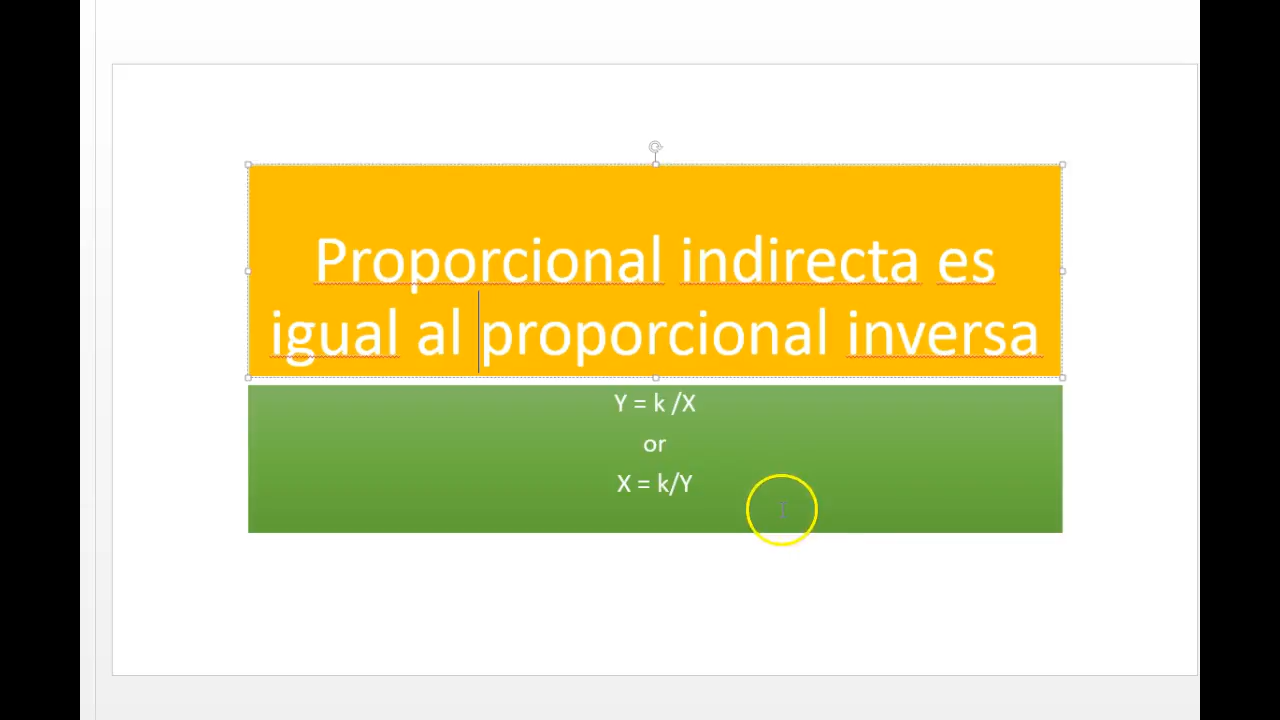 Proporcional indirecta es
igual al proporcional inversa
Y = k /X
or
X = k/Y